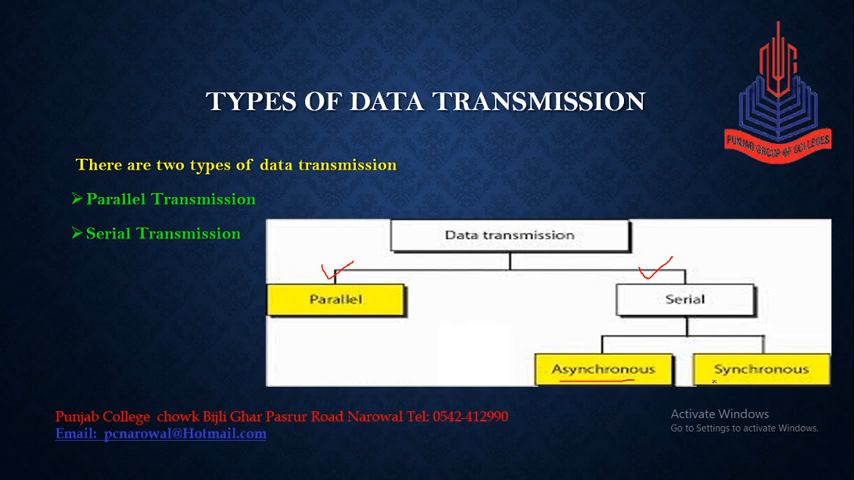 TYPES OF DATA TRANSMISSION
PUNJAB GROUP OF COLLEGES
There are two types of data transmission
Parallel Transmission
Serial Transmission
Data transmission
Parallel
Serial
Asynchronous
Synchronous
Punjab College chowk Bijli Ghar Pasrur Road Narowal Tel: 0542-412990
Email: pcnarowal@Hotmail.com
Activate Windows
Go to Settings to activate Windows.